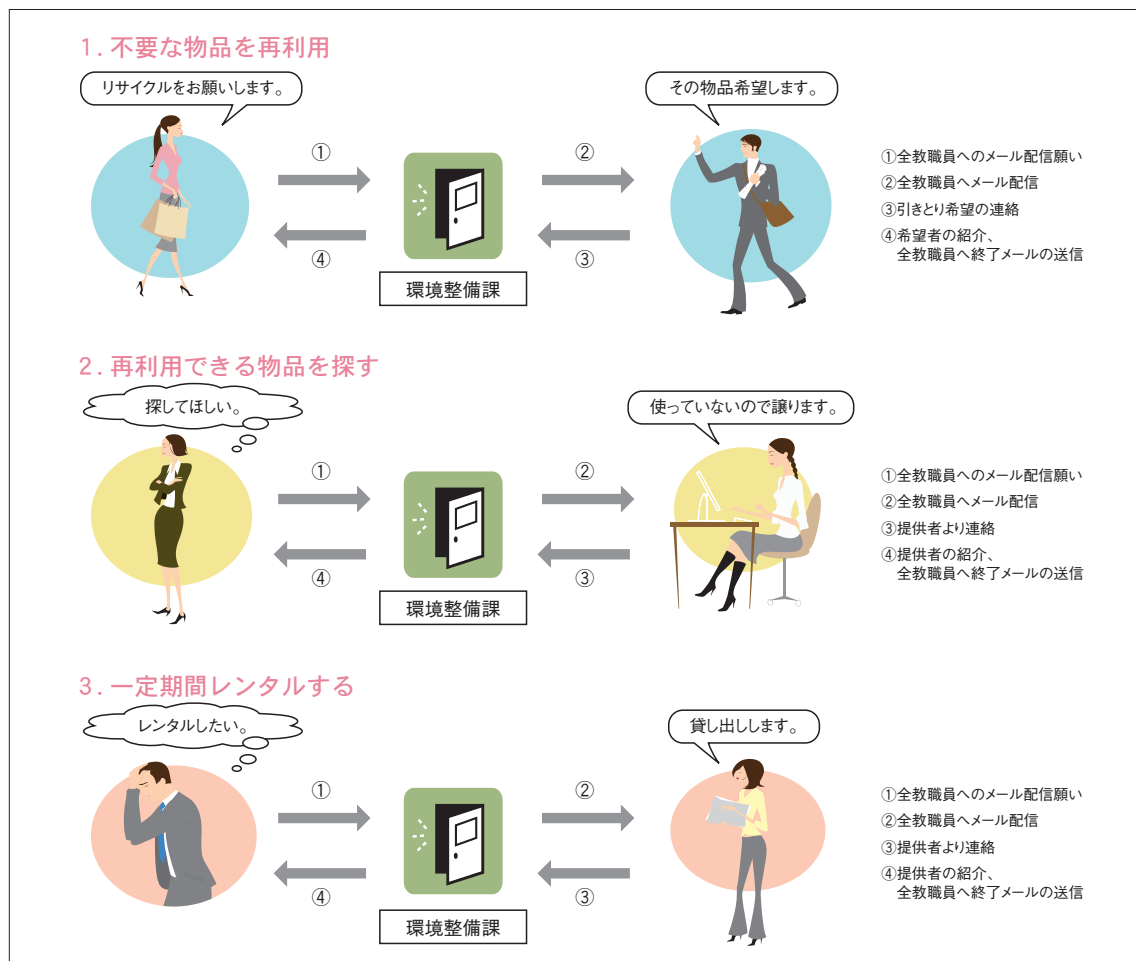 1. 不要な物品を再利用
リサイクルをお願いします。
その物品希望します。
①
②
④
③
環境整備課
①全教職員へのメール配信願い
②全教職員へメール配信
③引きとり希望の連絡
④希望者の紹介、
全教職員へ終了メールの送信
2. 再利用できる物品を探す
探してほしい。
使っていないので譲ります。
①
②
④
③
環境整備課
①全教職員へのメール配信願い
②全教職員へメール配信
③提供者より連絡
④提供者の紹介、
全教職員へ終了メールの送信
3. 一定期間レンタルする
レンタルしたい。
貸し出しします。
①
②
④
③
環境整備課
①全教職員へのメール配信願い
②全教職員へメール配信
③提供者より連絡
④提供者の紹介、
全教職員へ終了メールの送信